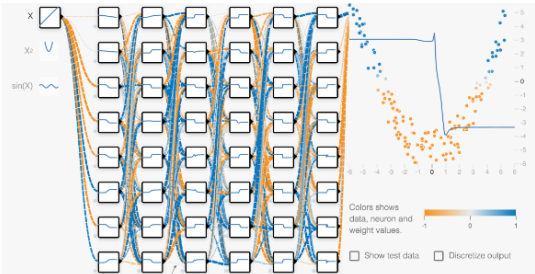 X
X₂
sin(X)
5
4
3
2
1
0
-1
-2
-3
-4
-5
-6
-6 -5 -4 -3 -2 -1 0 1 2 3 4 5 6
Colors shows
data, neuron and
weight values.
-1 0 1
Show test data
Discretize output